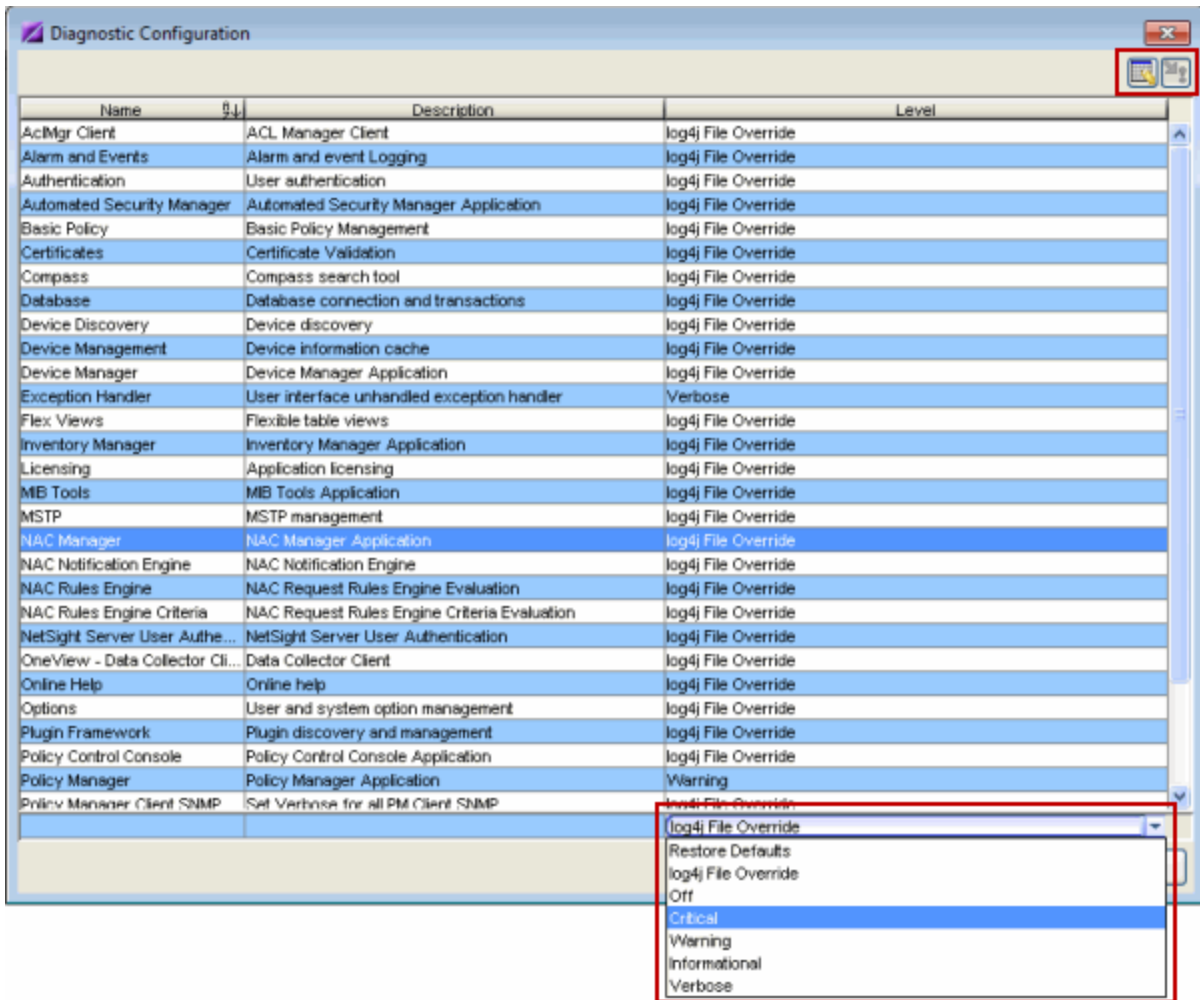 Diagnostic Configuration
Name Description Level
AclMgr Client ACL Manager Client log4j File Override
Alarm and Events Alarm and event Logging log4j File Override
Authentication User authentication log4j File Override
Automated Security Manager Automated Security Manager Application log4j File Override
Basic Policy Basic Policy Management log4j File Override
Certificates Certificate Validation log4j File Override
Compass Compass search tool log4j File Override
Database Database connection and transactions log4j File Override
Device Discovery Device discovery log4j File Override
Device Management Device information cache log4j File Override
Device Manager Device Manager Application log4j File Override
Exception Handler User interface unhandled exception handler Verbose
Flex Views Flexible table views log4j File Override
Inventory Manager Inventory Manager Application log4j File Override
Licensing Application licensing log4j File Override
MIB Tools MIB Tools Application log4j File Override
MSTP MSTP management log4j File Override
NAC Manager NAC Manager Application log4j File Override
NAC Notification Engine NAC Notification Engine log4j File Override
NAC Rules Engine NAC Request Rules Engine Evaluation log4j File Override
NAC Rules Engine Criteria NAC Request Rules Engine Criteria Evaluation log4j File Override
NetSight Server User Authe... NetSight Server User Authentication log4j File Override
OneView - Data Collector Cli... Data Collector Client log4j File Override
Online Help Online help log4j File Override
Options User and system option management log4j File Override
Plugin Framework Plugin discovery and management log4j File Override
Policy Control Console Policy Control Console Application log4j File Override
Policy Manager Policy Manager Application Warning
Policy Manager Client SNMP Set Verbose for all PM Client SNMP log4j File Override
log4j File Override
Restore Defaults
log4j File Override
Off
Critical
Warning
Informational
Verbose